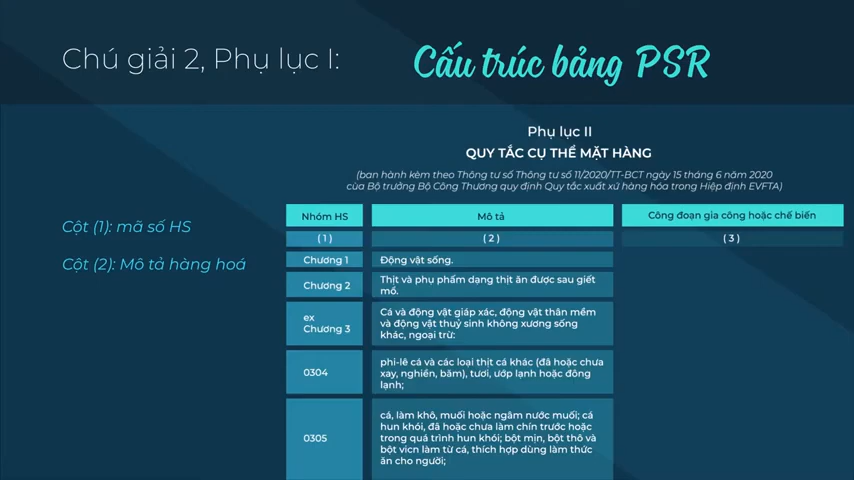 Chú giải 2, Phụ lục I:
Cấu trúc bảng PSR
Phụ lục II
QUY TẮC CỤ THỂ MẶT HÀNG
(ban hành kèm theo Thông tư số Thông tư số 11/2020/TT-BCT ngày 15 tháng 6 năm 2020
của Bộ trưởng Bộ Công Thương quy định Quy tắc xuất xứ hàng hóa trong Hiệp định EVFTA)
Cột (1): mã số HS
Cột (2): Mô tả hàng hoá
Nhóm HS
Mô tả
Công đoạn gia công hoặc chế biến
(1)
(2)
(3)
Chương 1
Động vật sống.
Chương 2
Thịt và phụ phẩm dạng thịt ăn được sau giết
mổ.
ex
Chương 3
Cá và động vật giáp xác, động vật thân mềm
và động vật thuỷ sinh không xương sống
khác, ngoại trừ:
0304
phi-lê cá và các loại thịt cá khác (đã hoặc chưa
xay, nghiền, băm), tươi, ướp lạnh hoặc đông
lạnh;
0305
cá, làm khô, muối hoặc ngâm nước muối; cá
hun khói, đã hoặc chưa làm chín trước hoặc
trong quá trình hun khói; bột mịn, bột thô và
bột vicn làm từ cá, thích hợp dùng làm thức
ăn cho người;